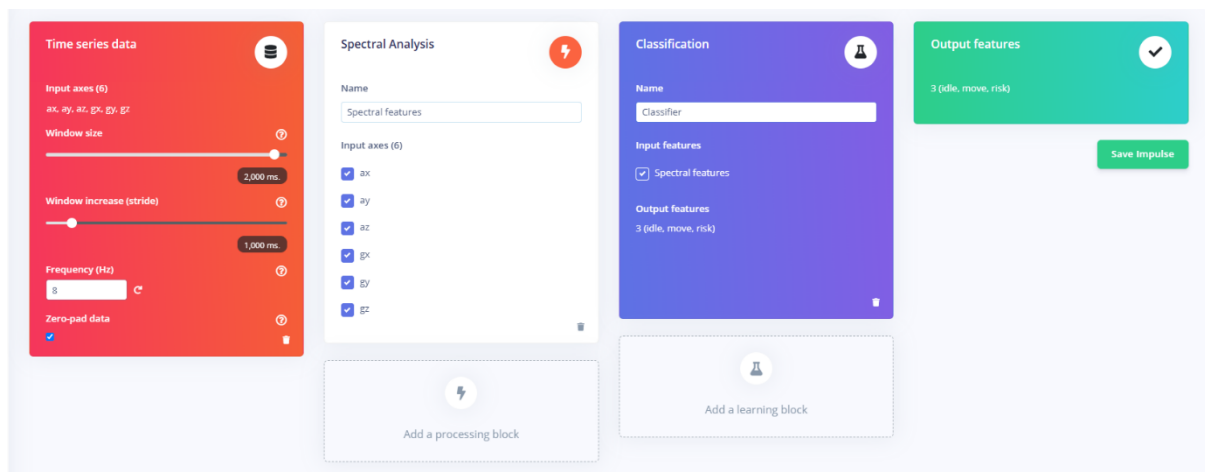 Time series data
Input axes (6)
ax, ay, az, gx, gy, gz
Window size
2,000 ms.
Window increase (stride)
1,000 ms.
Frequency (Hz)
8
Zero-pad data
Spectral Analysis
Name
Spectral features
Input axes (6)
ax
ay
az
gx
gy
gz
Add a processing block
Classification
Name
Classifier
Input features
Spectral features
Output features
3 (idle, move, risk)
Add a learning block
Output features
3 (idle, move, risk)
Save Impulse